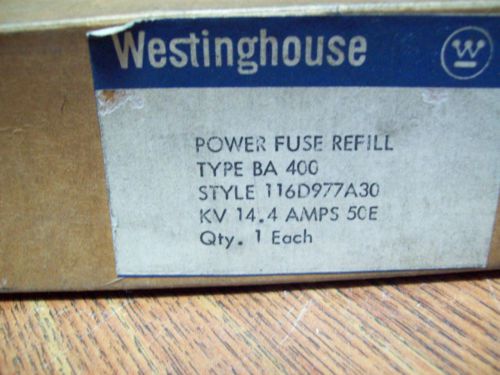 Westinghouse
W
POWER FUSE REFILL
TYPE BA 400
STYLE 116D977A30
KV 14.4 AMPS 50E
Qty. 1 Each